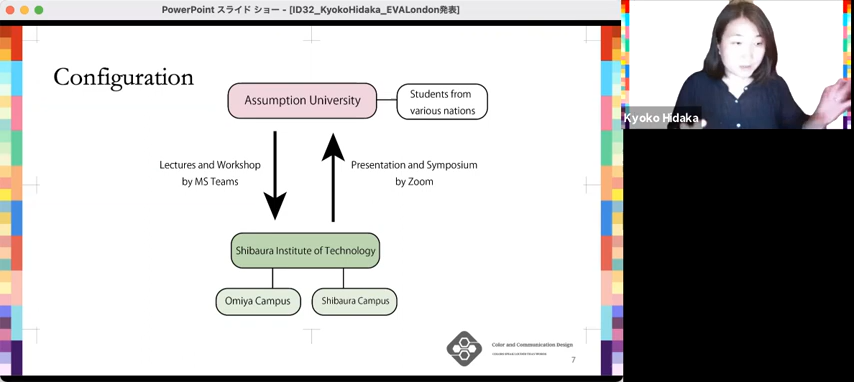 PowerPoint スライド ショー - [ID32_KyokoHidaka_EVALondon発表]
Configuration
Assumption University
Students from
various nations
Lectures and Workshop
by MS Teams
Presentation and Symposium
by Zoom
Shibaura Institute of Technology
Omiya Campus
Shibaura Campus
Color and Communication Design
7
Kyoko Hidaka